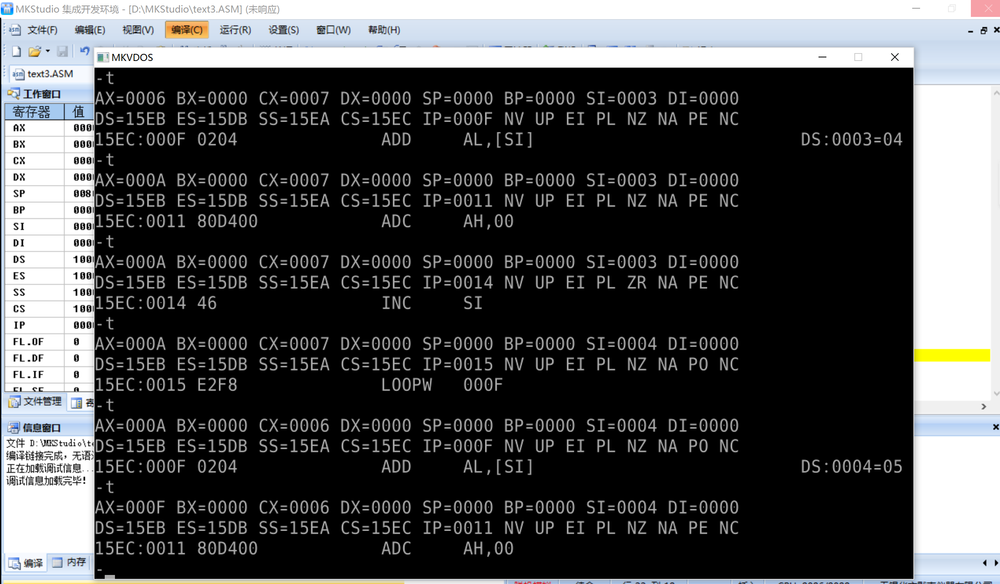 MKStudio 集成开发环境 - [D:\MKStudio\text3.ASM] (未响应)
asm 文件(F) 编辑(E) 视图(V) 编译(C) 运行(R) 设置(S) 窗口(W) 帮助(H)
asm text3.ASM
工作窗口
寄存器 值
AX 000
BX 000
CX 000
DX 000
SP 008
BP 000
SI 000
DI 000
DS 100
ES 100
SS 100
CS 100
IP 000
FL.OF 0
FL.DF 0
FL.IF 0
FL.SF 0
文件管理 寄
信息窗口
文件 D:\MKStudio\te
编译链接完成，无语
正在加载调试信息...
调试信息加载完毕!
编译 内存
MKVDOS
-t
AX=0006 BX=0000 CX=0007 DX=0000 SP=0000 BP=0000 SI=0003 DI=0000
DS=15EB ES=15DB SS=15EA CS=15EC IP=000F NV UP EI PL NZ NA PE NC
15EC:000F 0204 ADD AL,[SI] DS:0003=04
-t
AX=000A BX=0000 CX=0007 DX=0000 SP=0000 BP=0000 SI=0003 DI=0000
DS=15EB ES=15DB SS=15EA CS=15EC IP=0011 NV UP EI PL NZ NA PE NC
15EC:0011 80D400 ADC AH,00
-t
AX=000A BX=0000 CX=0007 DX=0000 SP=0000 BP=0000 SI=0003 DI=0000
DS=15EB ES=15DB SS=15EA CS=15EC IP=0014 NV UP EI PL ZR NA PE NC
15EC:0014 46 INC SI
-t
AX=000A BX=0000 CX=0007 DX=0000 SP=0000 BP=0000 SI=0004 DI=0000
DS=15EB ES=15DB SS=15EA CS=15EC IP=0015 NV UP EI PL NZ NA PO NC
15EC:0015 E2F8 LOOPW 000F
-t
AX=000A BX=0000 CX=0006 DX=0000 SP=0000 BP=0000 SI=0004 DI=0000
DS=15EB ES=15DB SS=15EA CS=15EC IP=000F NV UP EI PL NZ NA PO NC
15EC:000F 0204 ADD AL,[SI] DS:0004=05
-t
AX=000F BX=0000 CX=0006 DX=0000 SP=0000 BP=0000 SI=0004 DI=0000
DS=15EB ES=15DB SS=15EA CS=15EC IP=0011 NV UP EI PL NZ NA PE NC
15EC:0011 80D400 ADC AH,00
-